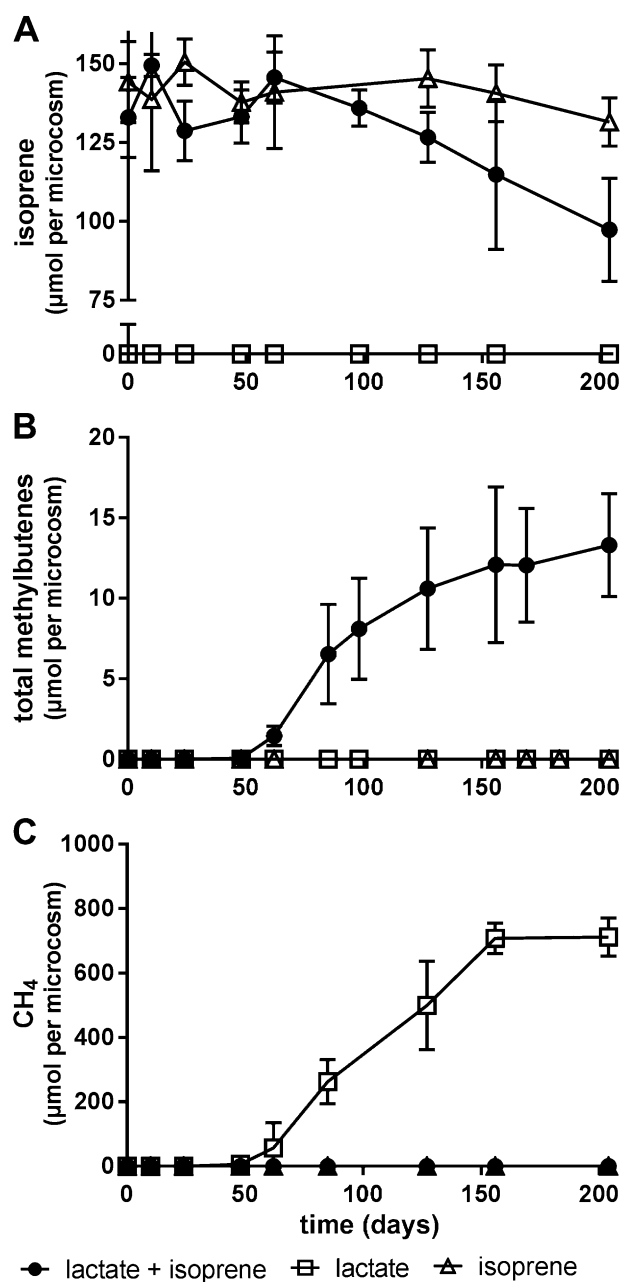 A
isoprene
(µmol per microcosm)
150
125
100
75
0
0 50 100 150 200
B
total methylbutenes
(µmol per microcosm)
20
15
10
5
0
0 50 100 150 200
C
CH₄
(µmol per microcosm)
1000
800
600
400
200
0
0 50 100 150 200
time (days)
lactate + isoprene lactate isoprene